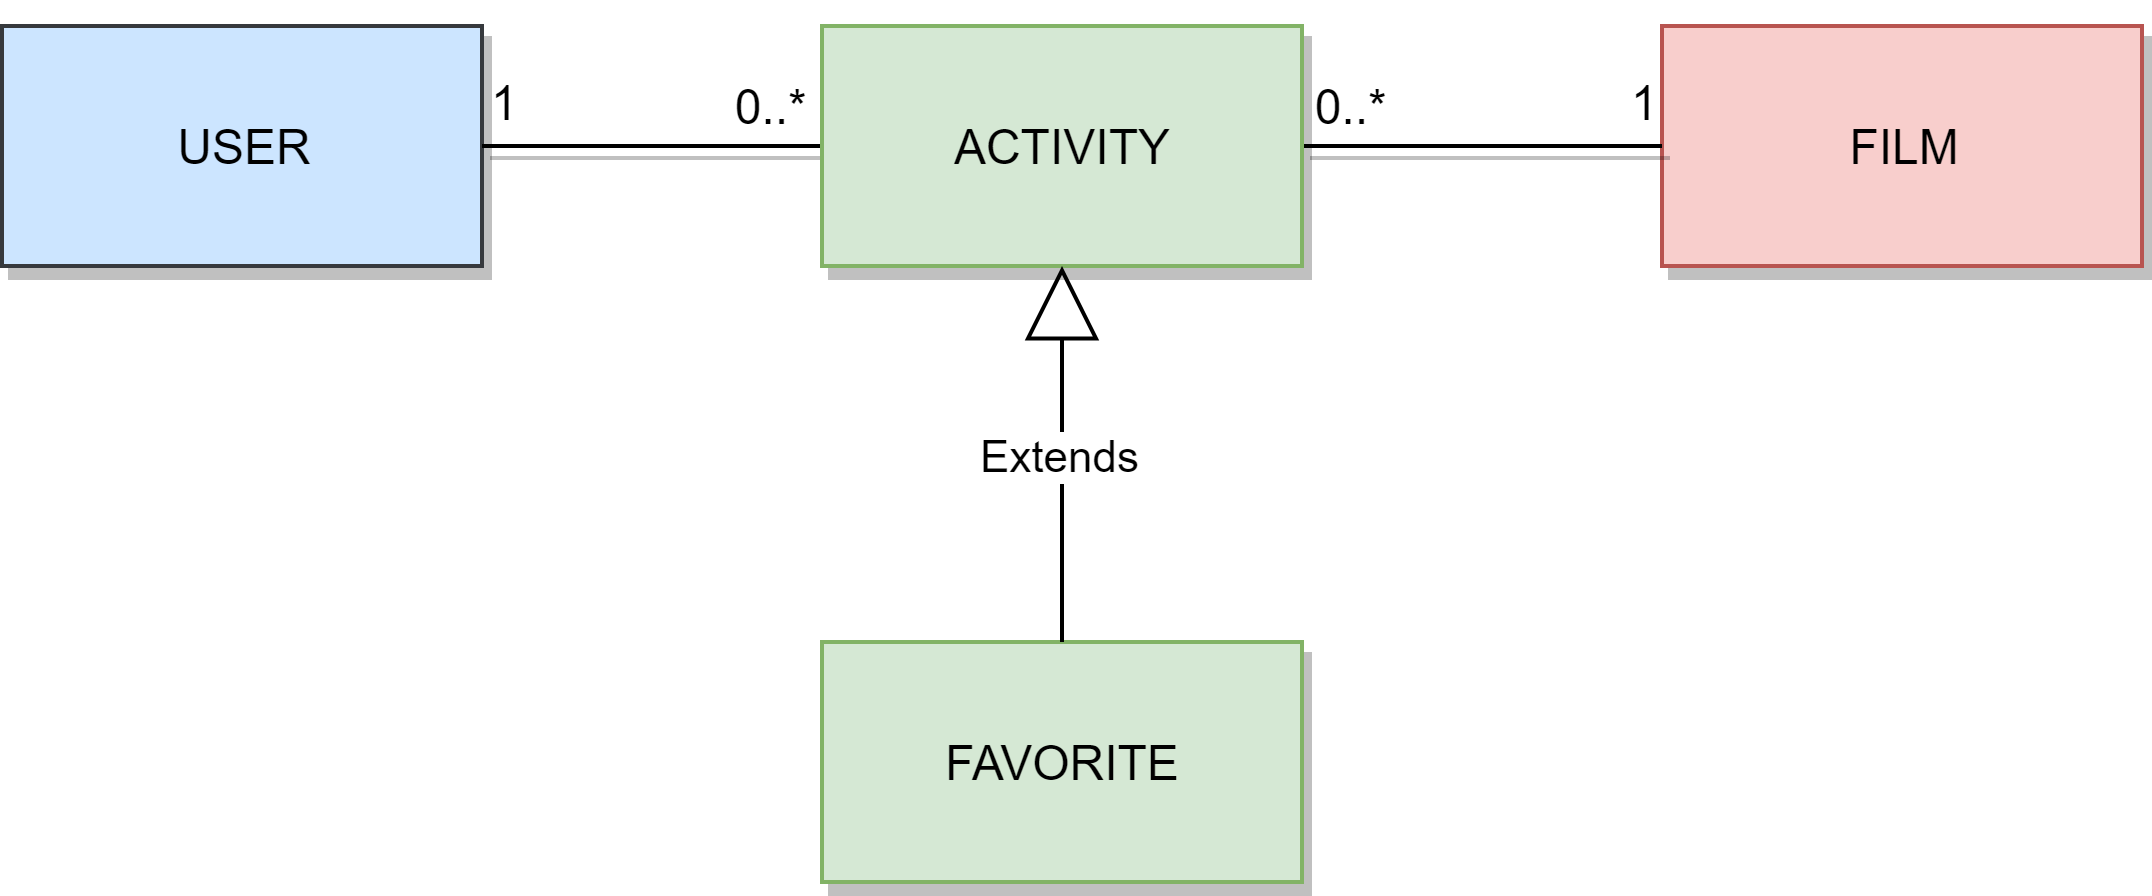 1 0..* 0..* 1
USER ACTIVITY FILM
Extends
FAVORITE